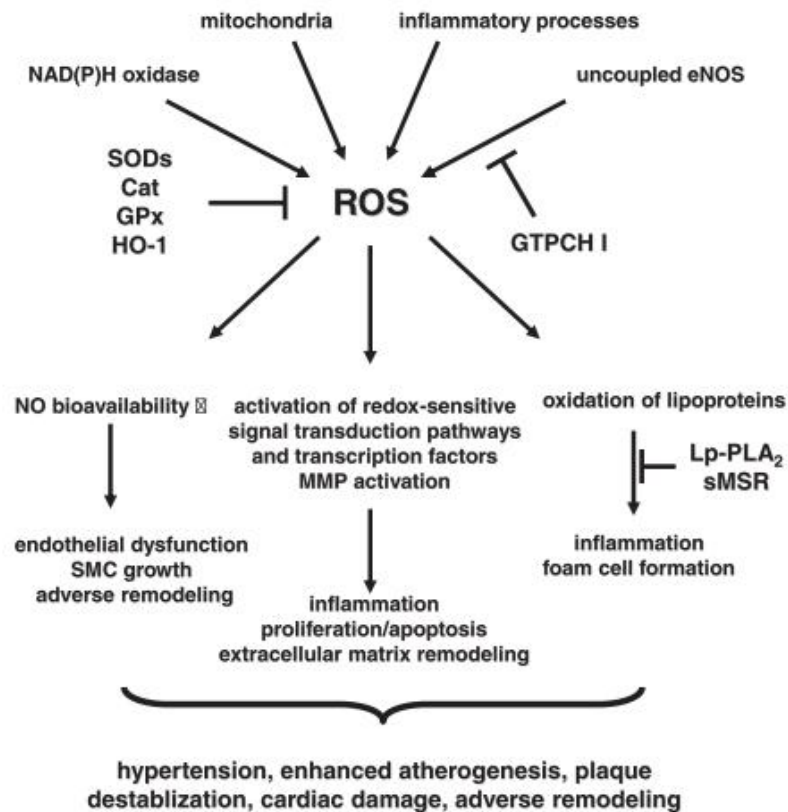 mitochondria
inflammatory processes
NAD(P)H oxidase
uncoupled eNOS
SODs
Cat
GPx
HO-1
ROS
GTPCH I
NO bioavailability
activation of redox-sensitive
signal transduction pathways
and transcription factors
MMP activation
oxidation of lipoproteins
Lp-PLA₂
sMSR
endothelial dysfunction
SMC growth
adverse remodeling
inflammation
proliferation/apoptosis
extracellular matrix remodeling
inflammation
foam cell formation
hypertension, enhanced atherogenesis, plaque
destablization, cardiac damage, adverse remodeling